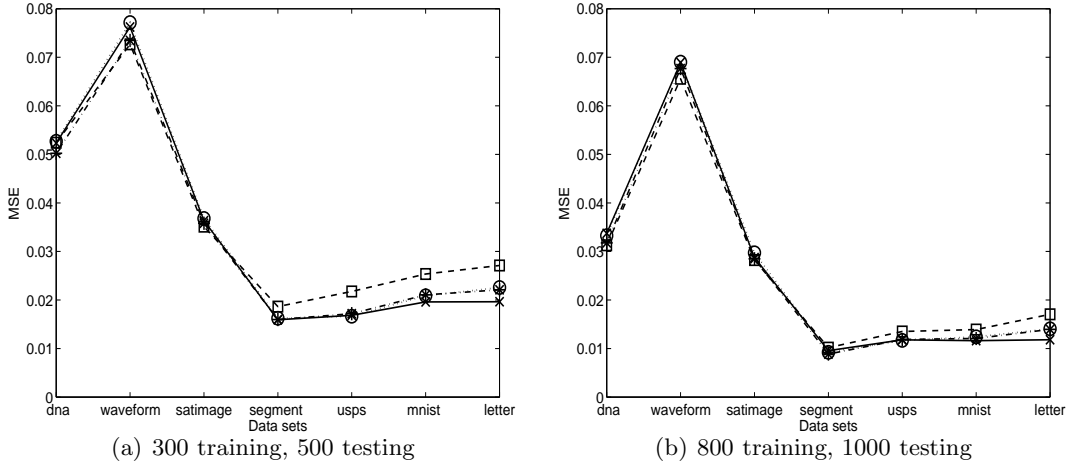 0.08
0.07
0.06
0.05
0.04
0.03
0.02
0.01
0
MSE
dna waveform satimage segment usps mnist letter
Data sets
(a) 300 training, 500 testing
0.08
0.07
0.06
0.05
0.04
0.03
0.02
0.01
0
MSE
dna waveform satimage segment usps mnist letter
Data sets
(b) 800 training, 1000 testing